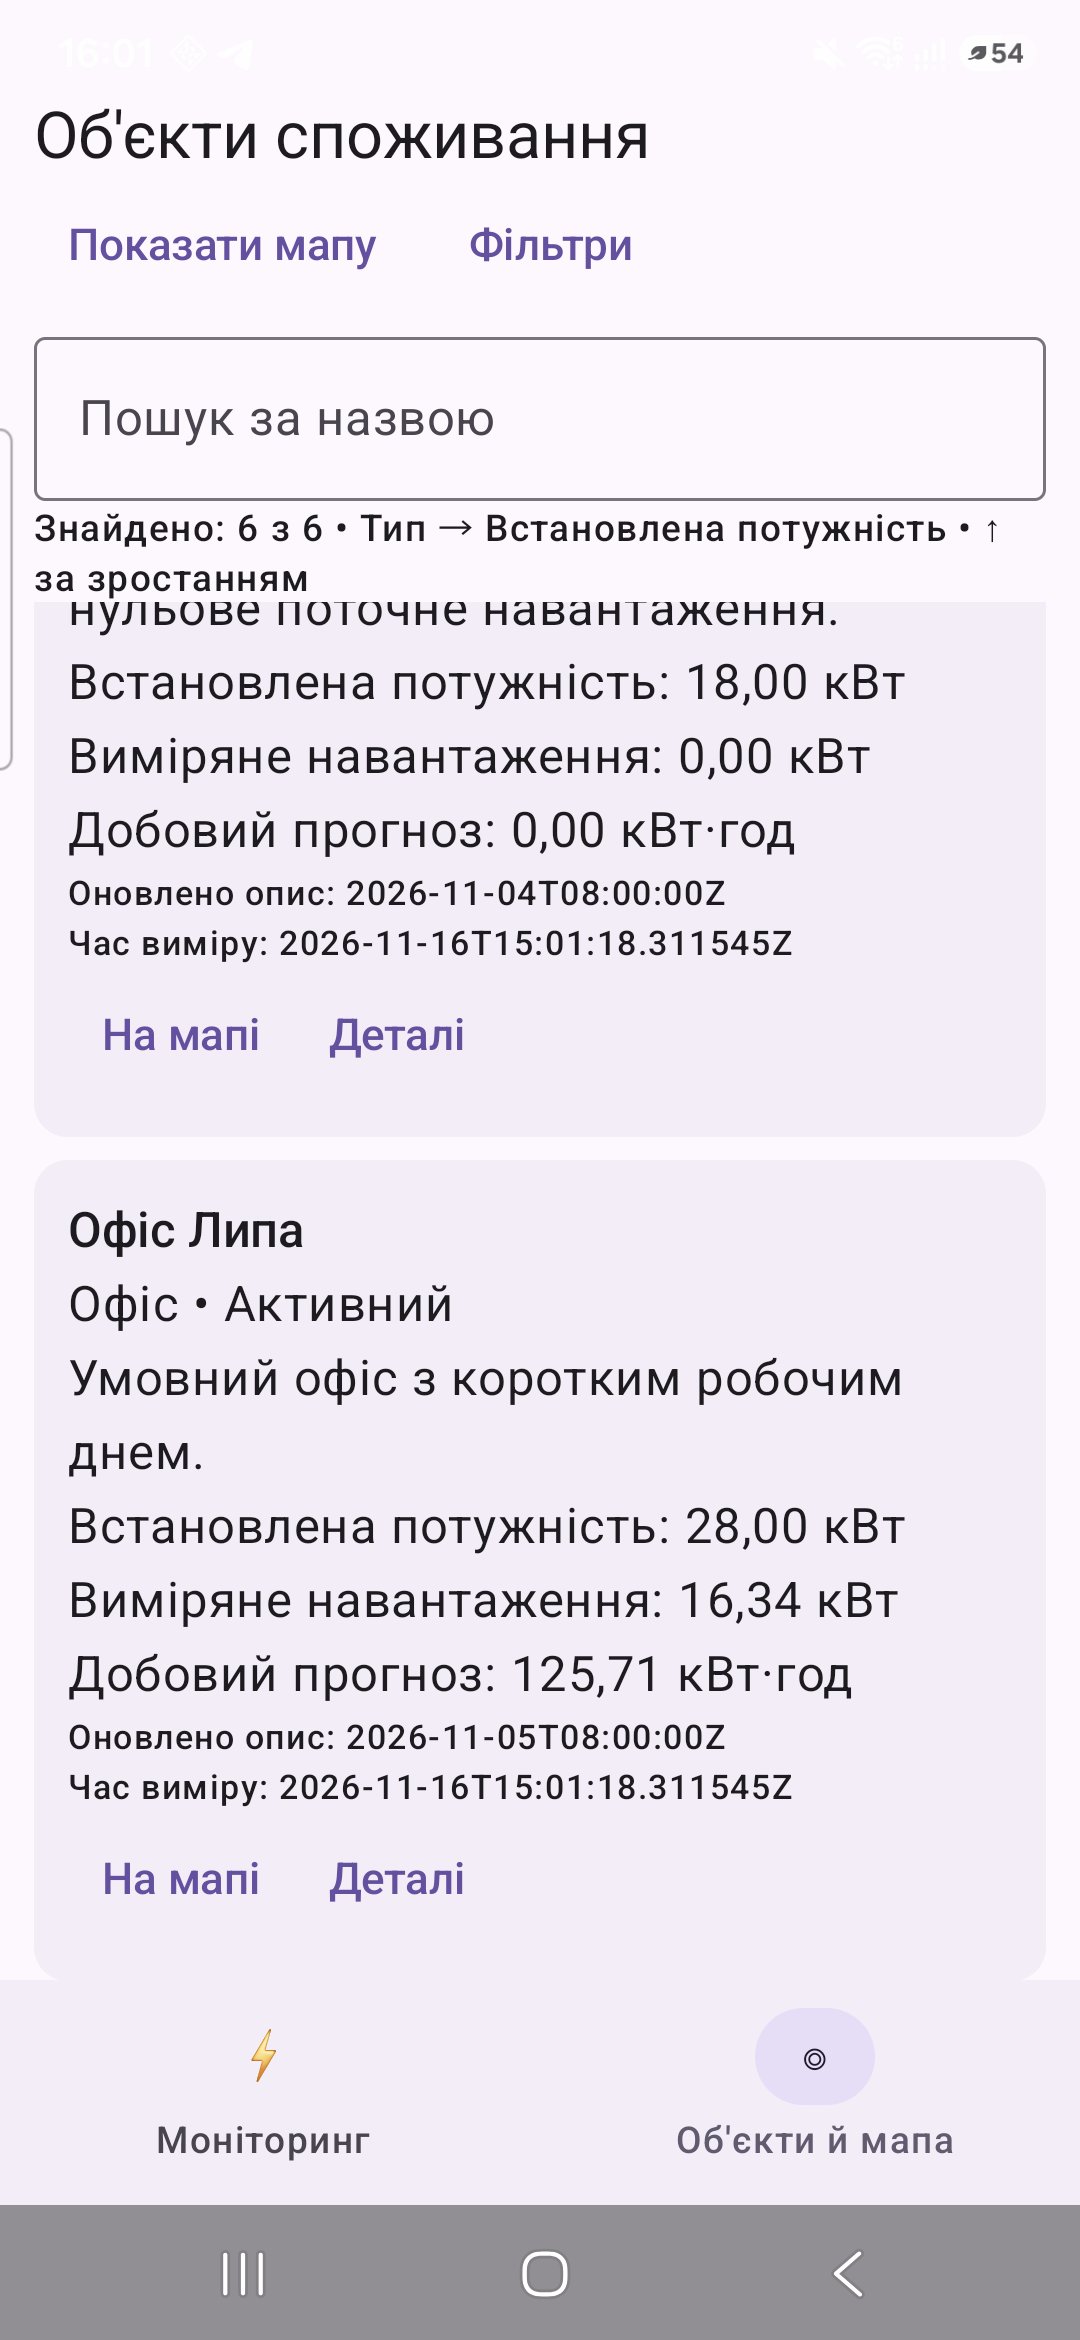 16:01
54
Об'єкти споживання
Показати мапу Фільтри
Пошук за назвою
Знайдено: 6 з 6 • Тип → Встановлена потужність • ↑
за зростанням
нульове поточне навантаження.
Встановлена потужність: 18,00 кВт
Виміряне навантаження: 0,00 кВт
Добовий прогноз: 0,00 кВт·год
Оновлено опис: 2026-11-04T08:00:00Z
Час виміру: 2026-11-16T15:01:18.311545Z
На мапі Деталі
Офіс Липа
Офіс • Активний
Умовний офіс з коротким робочим
днем.
Встановлена потужність: 28,00 кВт
Виміряне навантаження: 16,34 кВт
Добовий прогноз: 125,71 кВт·год
Оновлено опис: 2026-11-05T08:00:00Z
Час виміру: 2026-11-16T15:01:18.311545Z
На мапі Деталі
Моніторинг Об'єкти й мапа